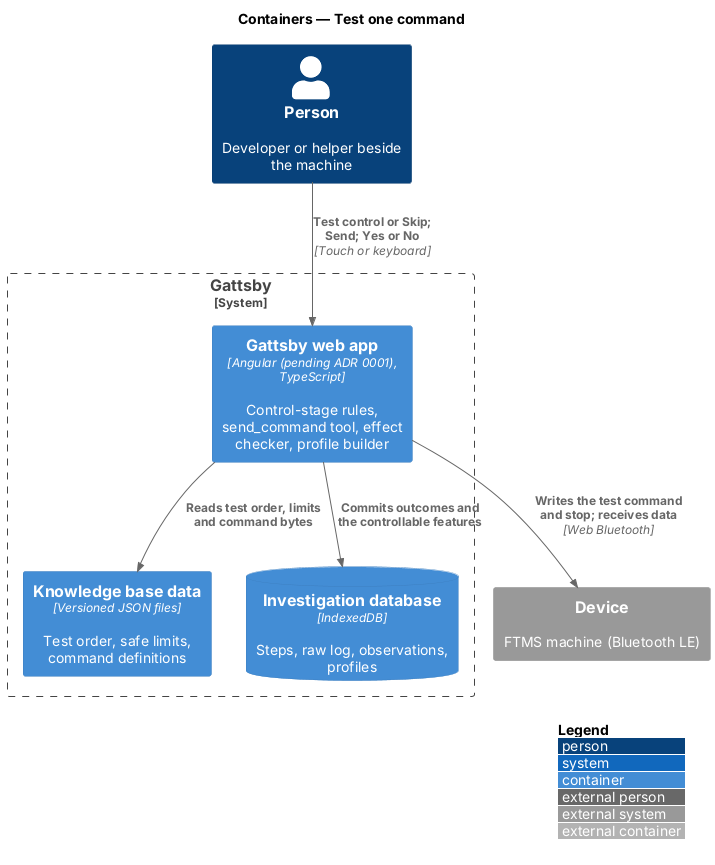 Containers — Test one command
Person
Developer or helper beside
the machine
Test control or Skip;
Send; Yes or No
[Touch or keyboard]
Gattsby
[System]
Gattsby web app
[Angular (pending ADR 0001),
TypeScript]
Control-stage rules,
send_command tool, effect
checker, profile builder
Reads test order, limits
and command bytes
Commits outcomes and
the controllable features
Writes the test command
and stop; receives data
[Web Bluetooth]
Knowledge base data
[Versioned JSON files]
Test order, safe limits,
command definitions
Investigation database
[IndexedDB]
Steps, raw log, observations,
profiles
Device
FTMS machine (Bluetooth LE)
Legend
person
system
container
external person
external system
external container